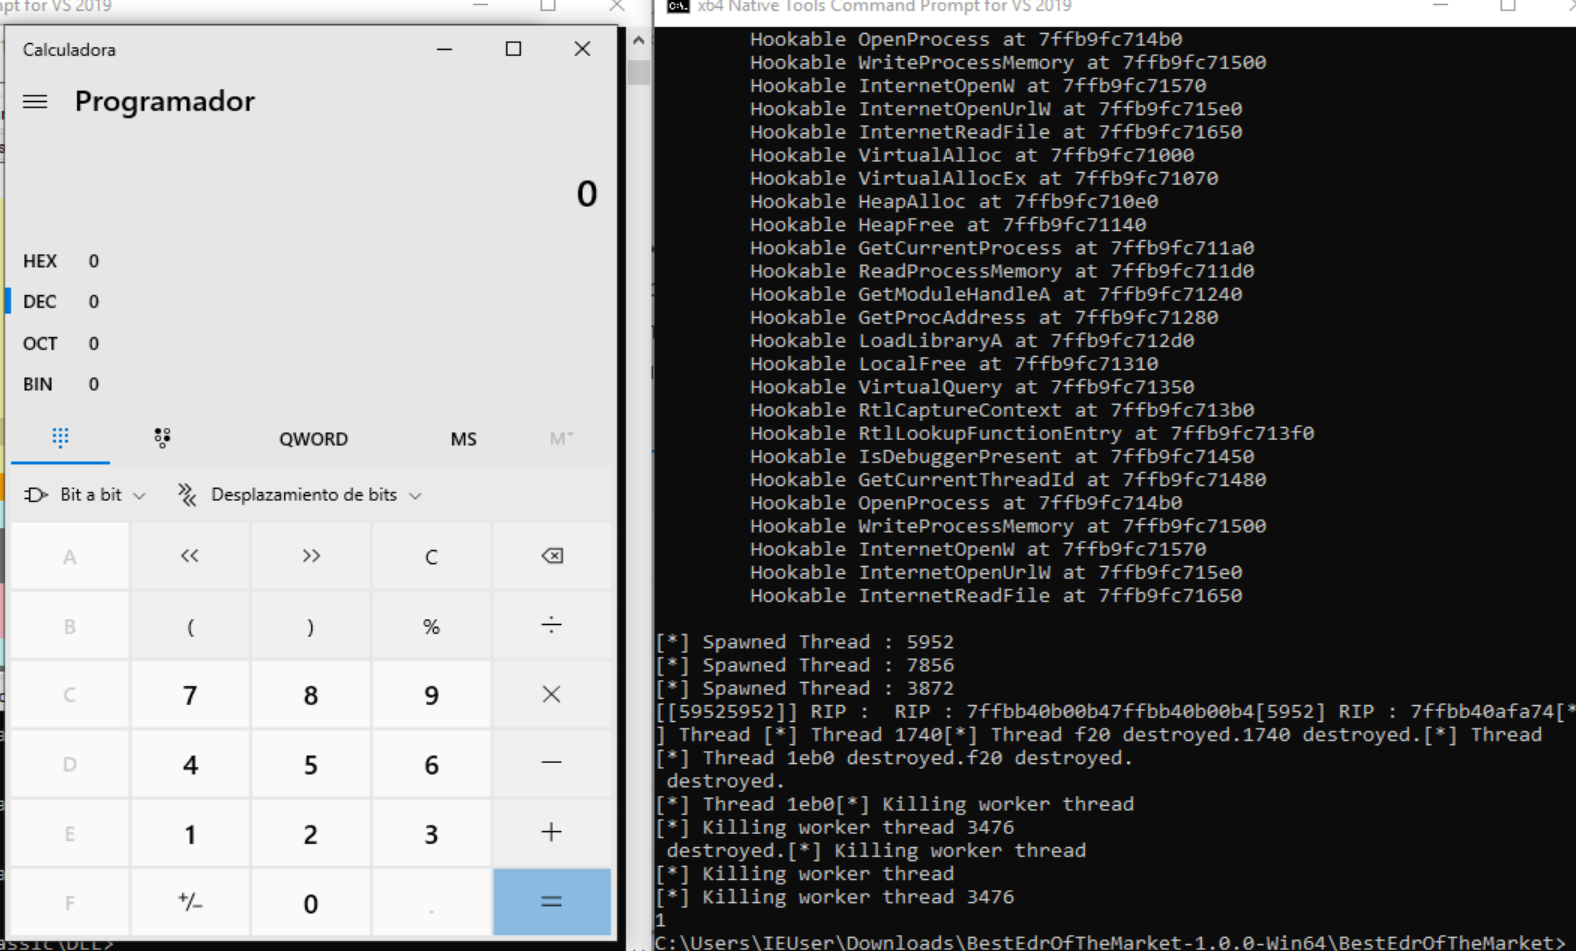 pt for VS 2019
Calculadora
Programador
0
HEX 0
DEC 0
OCT 0
BIN 0
QWORD MS M
Bit a bit Desplazamiento de bits
A << >> C
B ( ) % ÷
C 7 8 9 ×
D 4 5 6 −
E 1 2 3 +
F +/− 0 . =
assic\DLL>
x64 Native Tools Command Prompt for VS 2019
Hookable OpenProcess at 7ffb9fc714b0
Hookable WriteProcessMemory at 7ffb9fc71500
Hookable InternetOpenW at 7ffb9fc71570
Hookable InternetOpenUrlW at 7ffb9fc715e0
Hookable InternetReadFile at 7ffb9fc71650
Hookable VirtualAlloc at 7ffb9fc71000
Hookable VirtualAllocEx at 7ffb9fc71070
Hookable HeapAlloc at 7ffb9fc710e0
Hookable HeapFree at 7ffb9fc71140
Hookable GetCurrentProcess at 7ffb9fc711a0
Hookable ReadProcessMemory at 7ffb9fc711d0
Hookable GetModuleHandleA at 7ffb9fc71240
Hookable GetProcAddress at 7ffb9fc71280
Hookable LoadLibraryA at 7ffb9fc712d0
Hookable LocalFree at 7ffb9fc71310
Hookable VirtualQuery at 7ffb9fc71350
Hookable RtlCaptureContext at 7ffb9fc713b0
Hookable RtlLookupFunctionEntry at 7ffb9fc713f0
Hookable IsDebuggerPresent at 7ffb9fc71450
Hookable GetCurrentThreadId at 7ffb9fc71480
Hookable OpenProcess at 7ffb9fc714b0
Hookable WriteProcessMemory at 7ffb9fc71500
Hookable InternetOpenW at 7ffb9fc71570
Hookable InternetOpenUrlW at 7ffb9fc715e0
Hookable InternetReadFile at 7ffb9fc71650
[*] Spawned Thread : 5952
[*] Spawned Thread : 7856
[*] Spawned Thread : 3872
[[59525952]] RIP :  RIP : 7ffbb40b00b47ffbb40b00b4[5952] RIP : 7ffbb40afa74[*
] Thread [*] Thread 1740[*] Thread f20 destroyed.1740 destroyed.[*] Thread
[*] Thread 1eb0 destroyed.f20 destroyed.
destroyed.
[*] Thread 1eb0[*] Killing worker thread
[*] Killing worker thread 3476
destroyed.[*] Killing worker thread
[*] Killing worker thread
[*] Killing worker thread 3476
1
C:\Users\IEUser\Downloads\BestEdrOfTheMarket-1.0.0-Win64\BestEdrOfTheMarket>